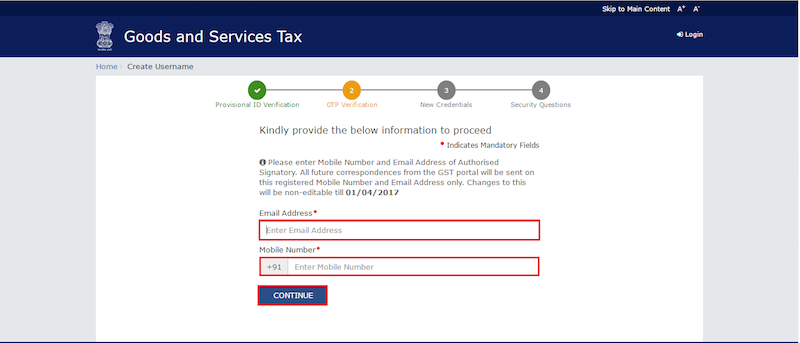 Skip to Main Content A+ A-
Goods and Services Tax
Login
Home › Create Username
2 3 4
Provisional ID Verification OTP Verification New Credentials Security Questions
Kindly provide the below information to proceed
• Indicates Mandatory Fields
Please enter Mobile Number and Email Address of Authorised
Signatory. All future correspondences from the GST portal will be sent on
this registered Mobile Number and Email Address only. Changes to this
will be non-editable till 01/04/2017
Email Address•
Enter Email Address
Mobile Number•
+91 Enter Mobile Number
CONTINUE